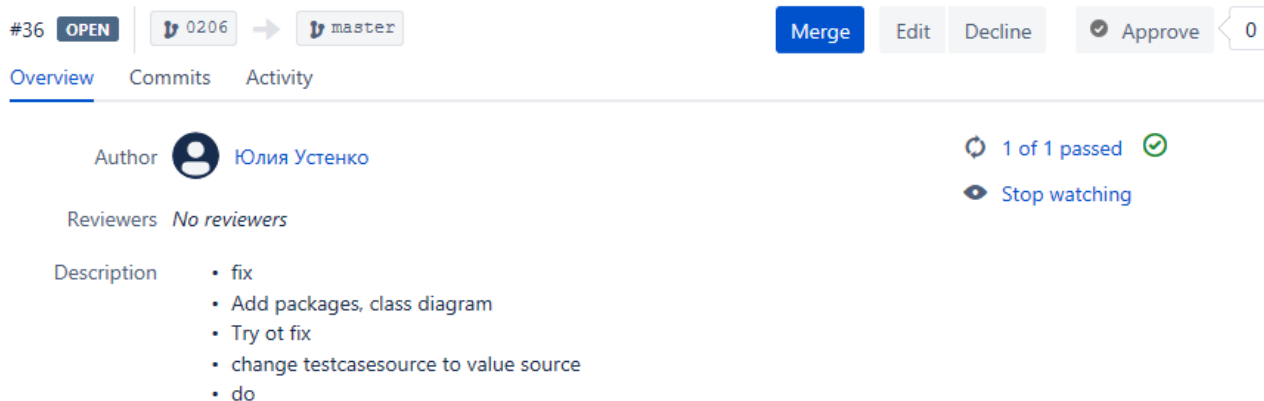 #36 OPEN 0206 master Merge Edit Decline Approve 0
Overview Commits Activity
Author Юлия Устенко 1 of 1 passed
Stop watching
Reviewers No reviewers
Description • fix
• Add packages, class diagram
• Try ot fix
• change testcasesource to value source
• do